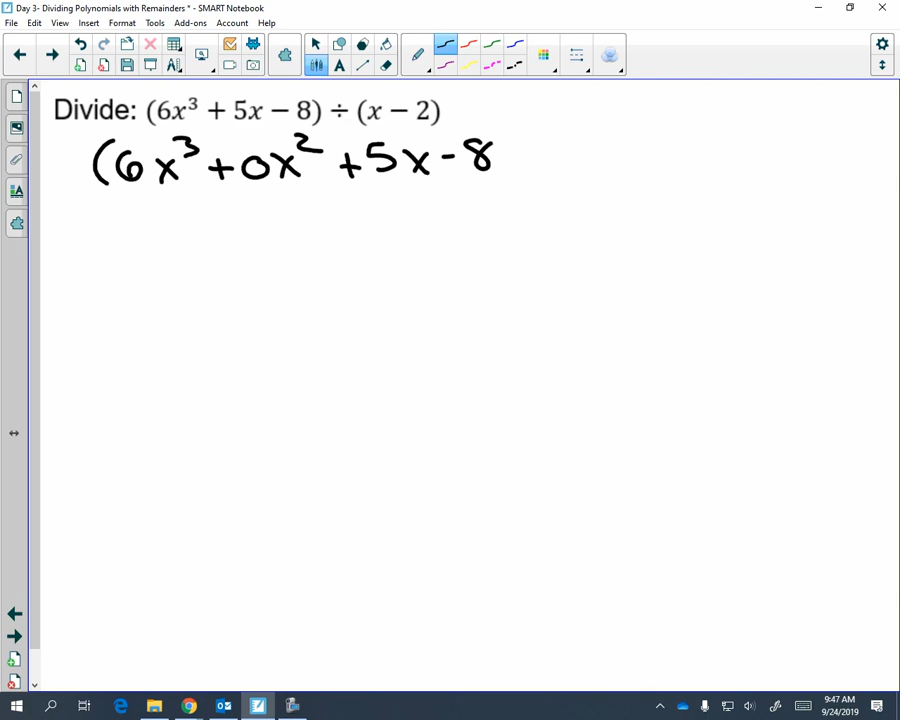 Day 3- Dividing Polynomials with Remainders * - SMART Notebook
File Edit View Insert Format Tools Add-ons Account Help
Divide: (6x³ + 5x − 8) ÷ (x − 2)
(6x³ + 0x² + 5x - 8
9:47 AM
9/24/2019